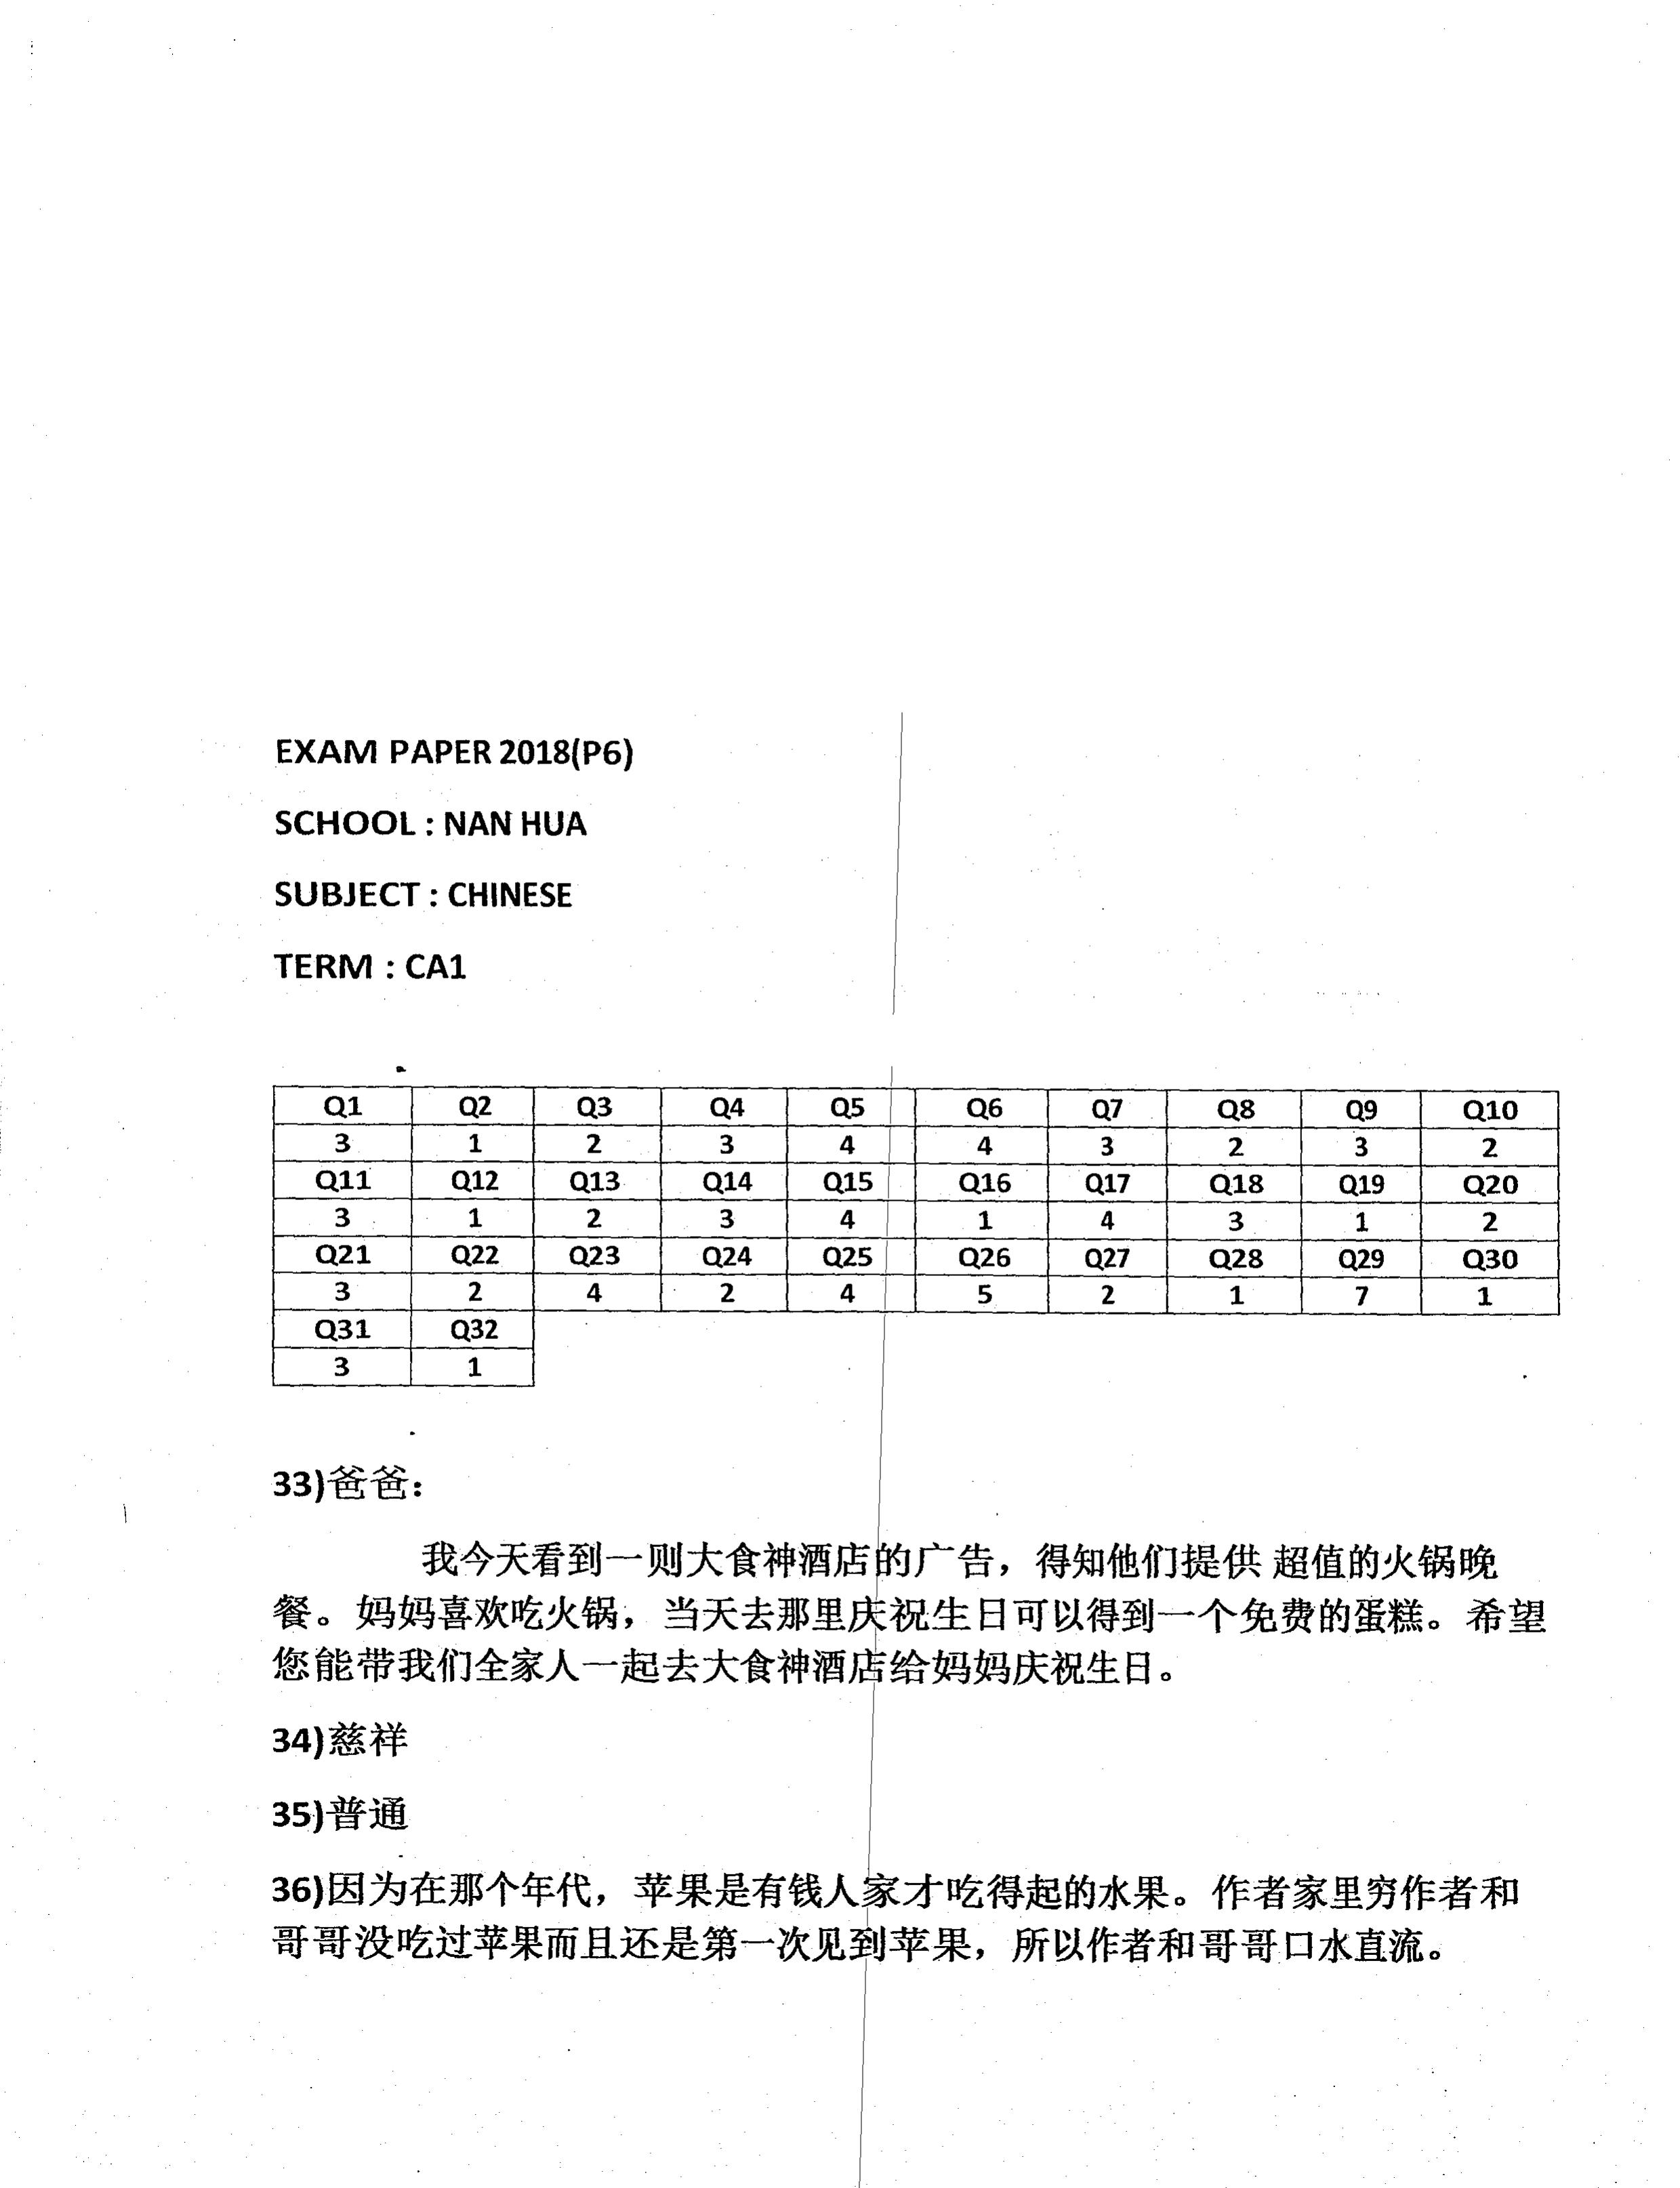 EXAM PAPER 2018(P6)
SCHOOL : NAN HUA
SUBJECT : CHINESE
TERM : CA1
Q1 Q2 Q3 Q4 Q5 Q6 Q7 Q8 Q9 Q10
3 1 2 3 4 4 3 2 3 2
Q11 Q12 Q13 Q14 Q15 Q16 Q17 Q18 Q19 Q20
3 1 2 3 4 1 4 3 1 2
Q21 Q22 Q23 Q24 Q25 Q26 Q27 Q28 Q29 Q30
3 2 4 2 4 5 2 1 7 1
Q31 Q32
3 1
33)爸爸：
我今天看到一则大食神酒店的广告，得知他们提供 超值的火锅晚
餐。妈妈喜欢吃火锅，当天去那里庆祝生日可以得到一个免费的蛋糕。希望
您能带我们全家人一起去大食神酒店给妈妈庆祝生日。
34)慈祥
35)普通
36)因为在那个年代，苹果是有钱人家才吃得起的水果。作者家里穷作者和
哥哥没吃过苹果而且还是第一次见到苹果，所以作者和哥哥口水直流。